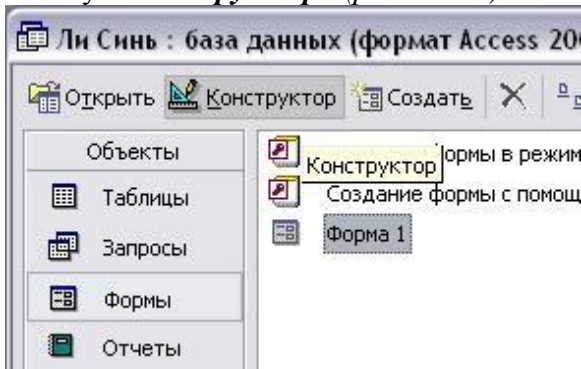 Ли Синь : база данных (формат Access 200
Открыть Конструктор Создать
Объекты
Таблицы
Запросы
Формы
Отчеты
ормы в режим
Конструктор
Создание формы с помощ
Форма 1